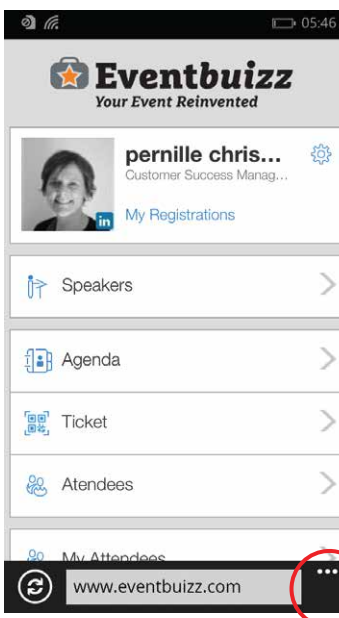 05:46
Eventbuizz
Your Event Reinvented
pernille chris...
Customer Success Manag...
in
My Registrations
Speakers
Agenda
Ticket
Atendees
My Attendees
www.eventbuizz.com